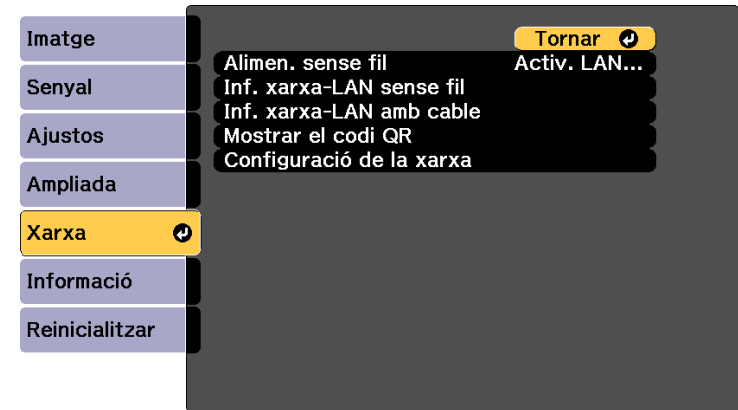 Imatge
Senyal
Ajustos
Ampliada
Xarxa
Informació
Reinicialitzar
Tornar
Alimen. sense fil Activ. LAN...
Inf. xarxa-LAN sense fil
Inf. xarxa-LAN amb cable
Mostrar el codi QR
Configuració de la xarxa